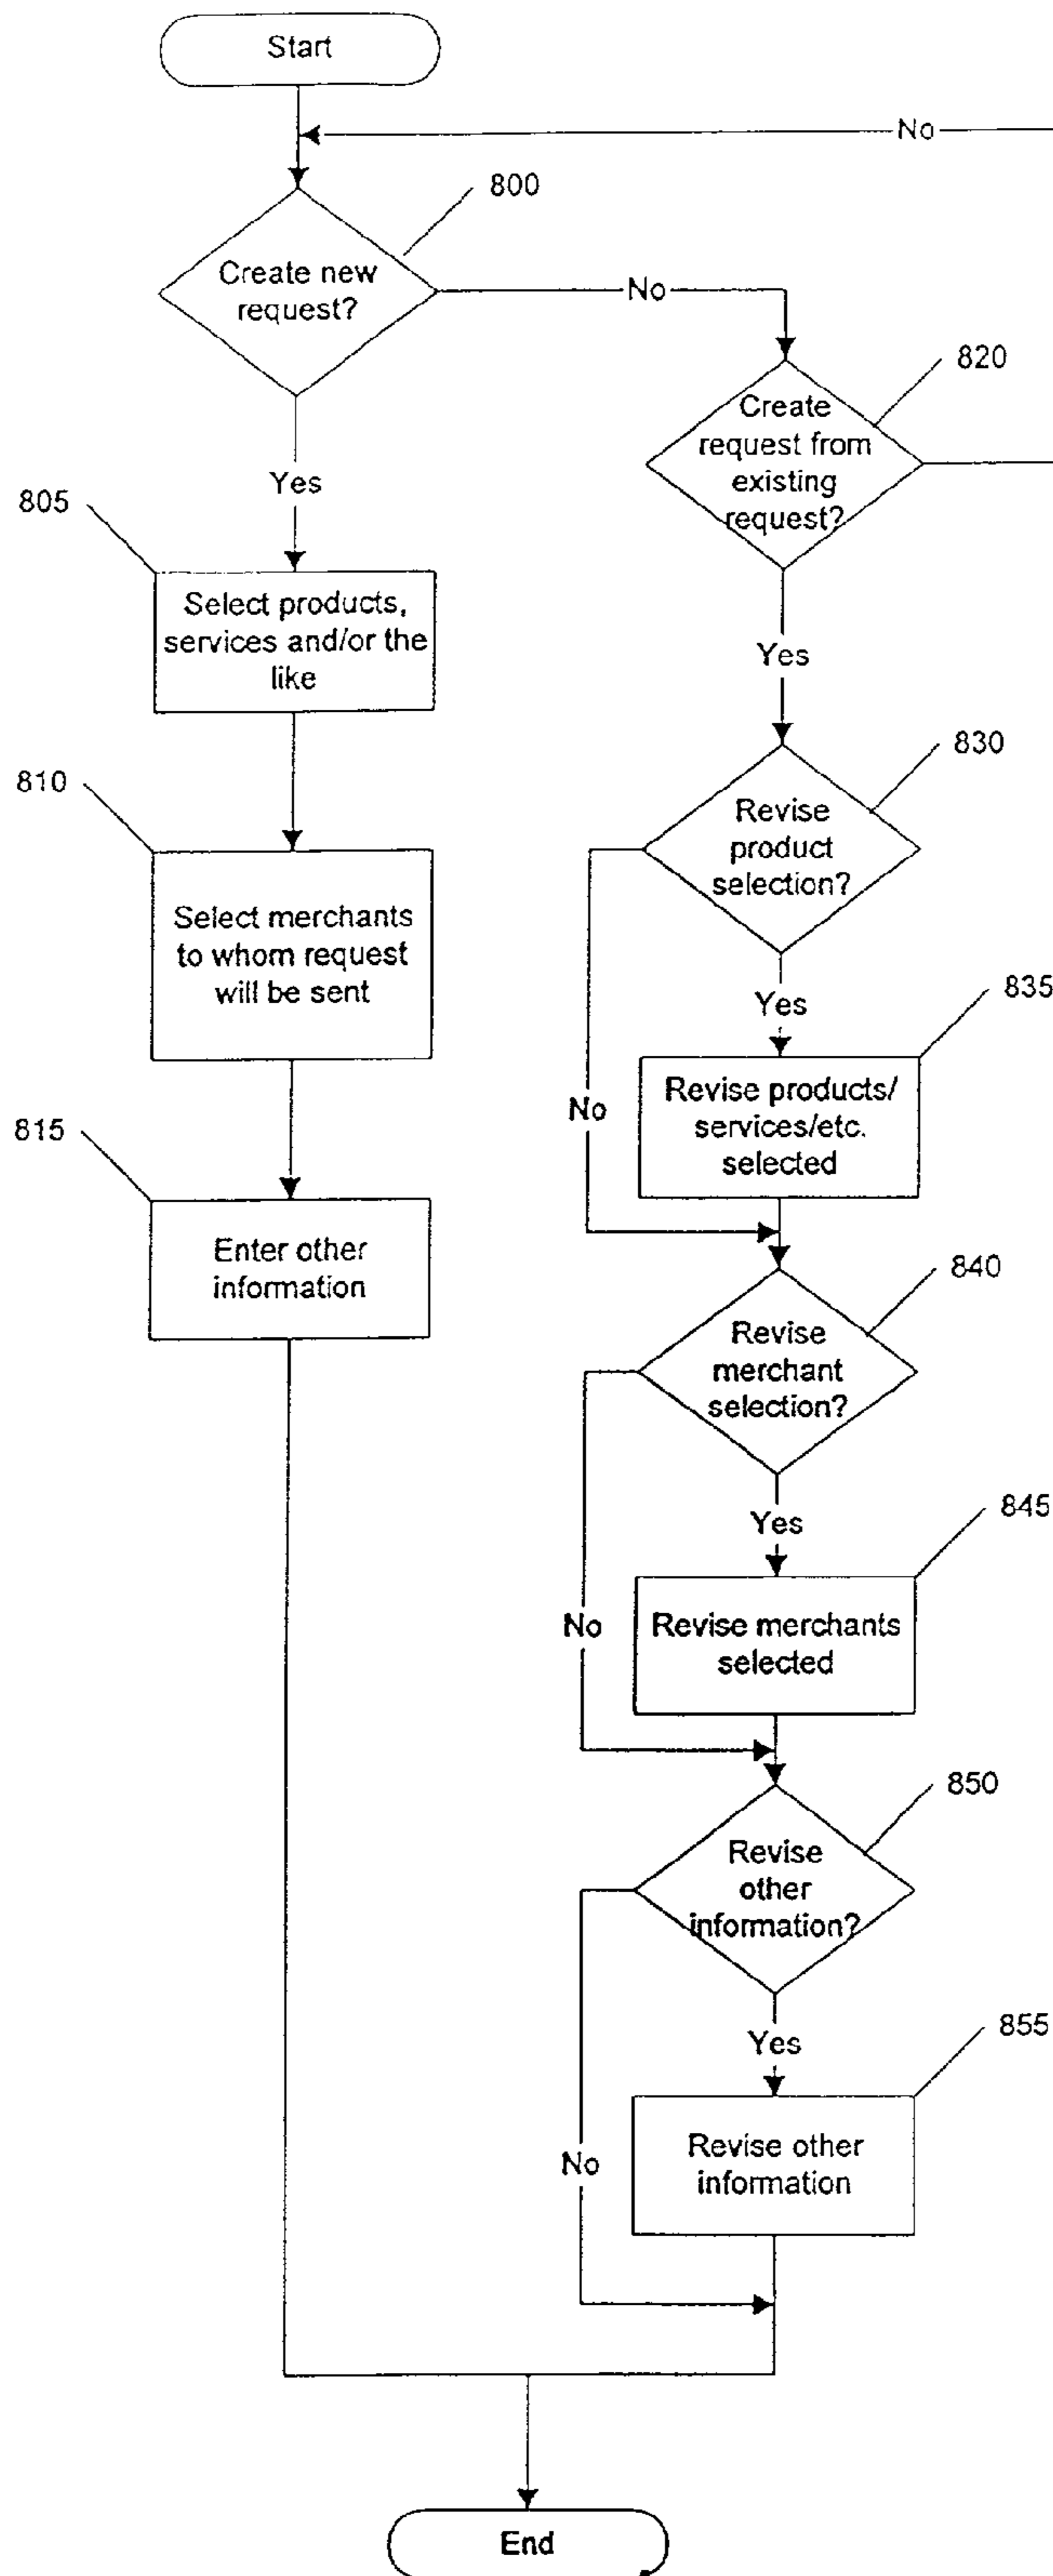 Start
No
800
Create new
request?
No
820
Create
request from
existing
request?
Yes
Yes
805
Select products,
services and/or the
like
830
Revise
product
selection?
810
Select merchants
to whom request
will be sent
Yes
835
Revise products/
services/etc.
selected
No
815
Enter other
information
840
Revise
merchant
selection?
Yes
845
Revise merchants
selected
No
850
Revise
other
information?
Yes
855
Revise other
information
No
End